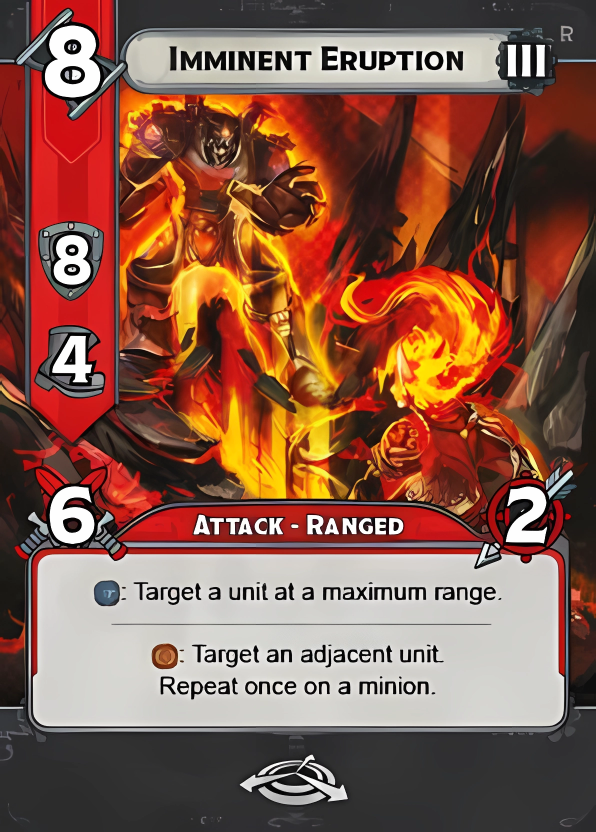 8
IMMINENT ERUPTION
III
R
8
4
6
ATTACK - RANGED
2
: Target a unit at a maximum range.
: Target an adjacent unit.
Repeat once on a minion.